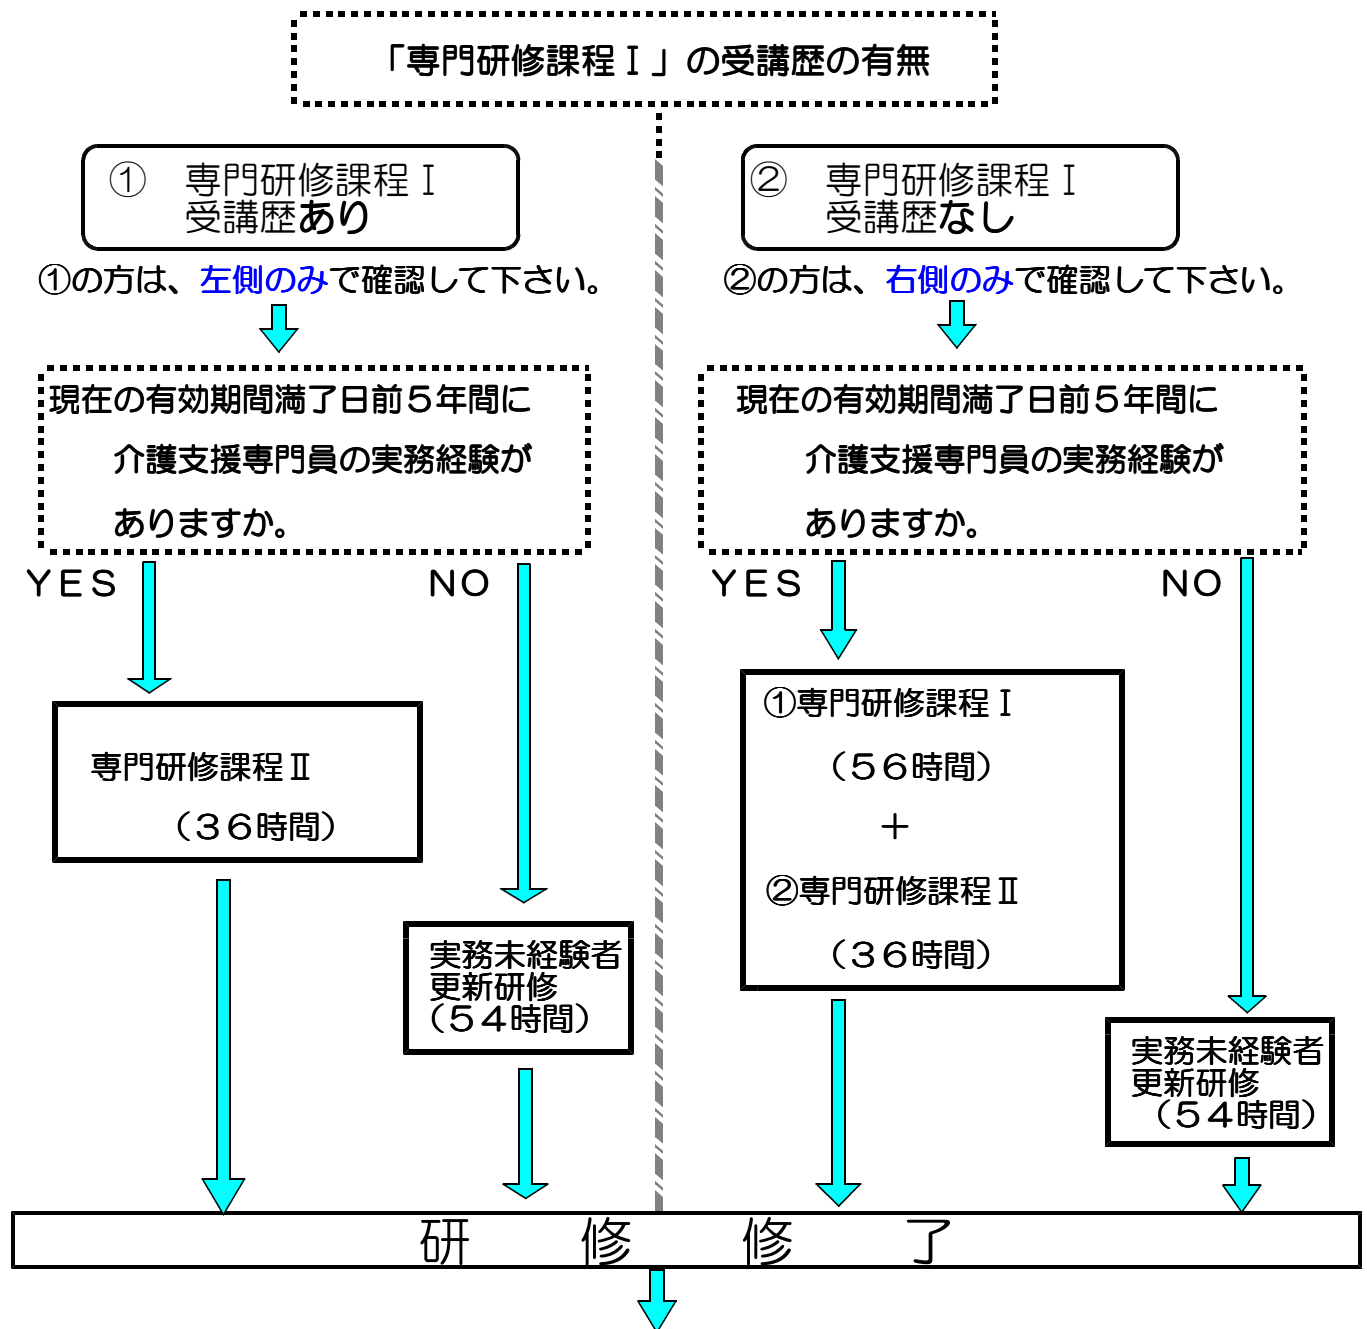 「専門研修課程Ⅰ」の受講歴の有無
① 専門研修課程Ⅰ
受講歴あり
①の方は、左側のみで確認して下さい。
現在の有効期間満了日前５年間に
介護支援専門員の実務経験が
ありますか。
ＹＥＳ
ＮＯ
専門研修課程Ⅱ
（３６時間）
実務未経験者
更新研修
（５４時間）
② 専門研修課程Ⅰ
受講歴なし
②の方は、右側のみで確認して下さい。
現在の有効期間満了日前５年間に
介護支援専門員の実務経験が
ありますか。
ＹＥＳ
ＮＯ
①専門研修課程Ⅰ
（５６時間）
＋
②専門研修課程Ⅱ
（３６時間）
実務未経験者
更新研修
（５４時間）
研 修 修 了